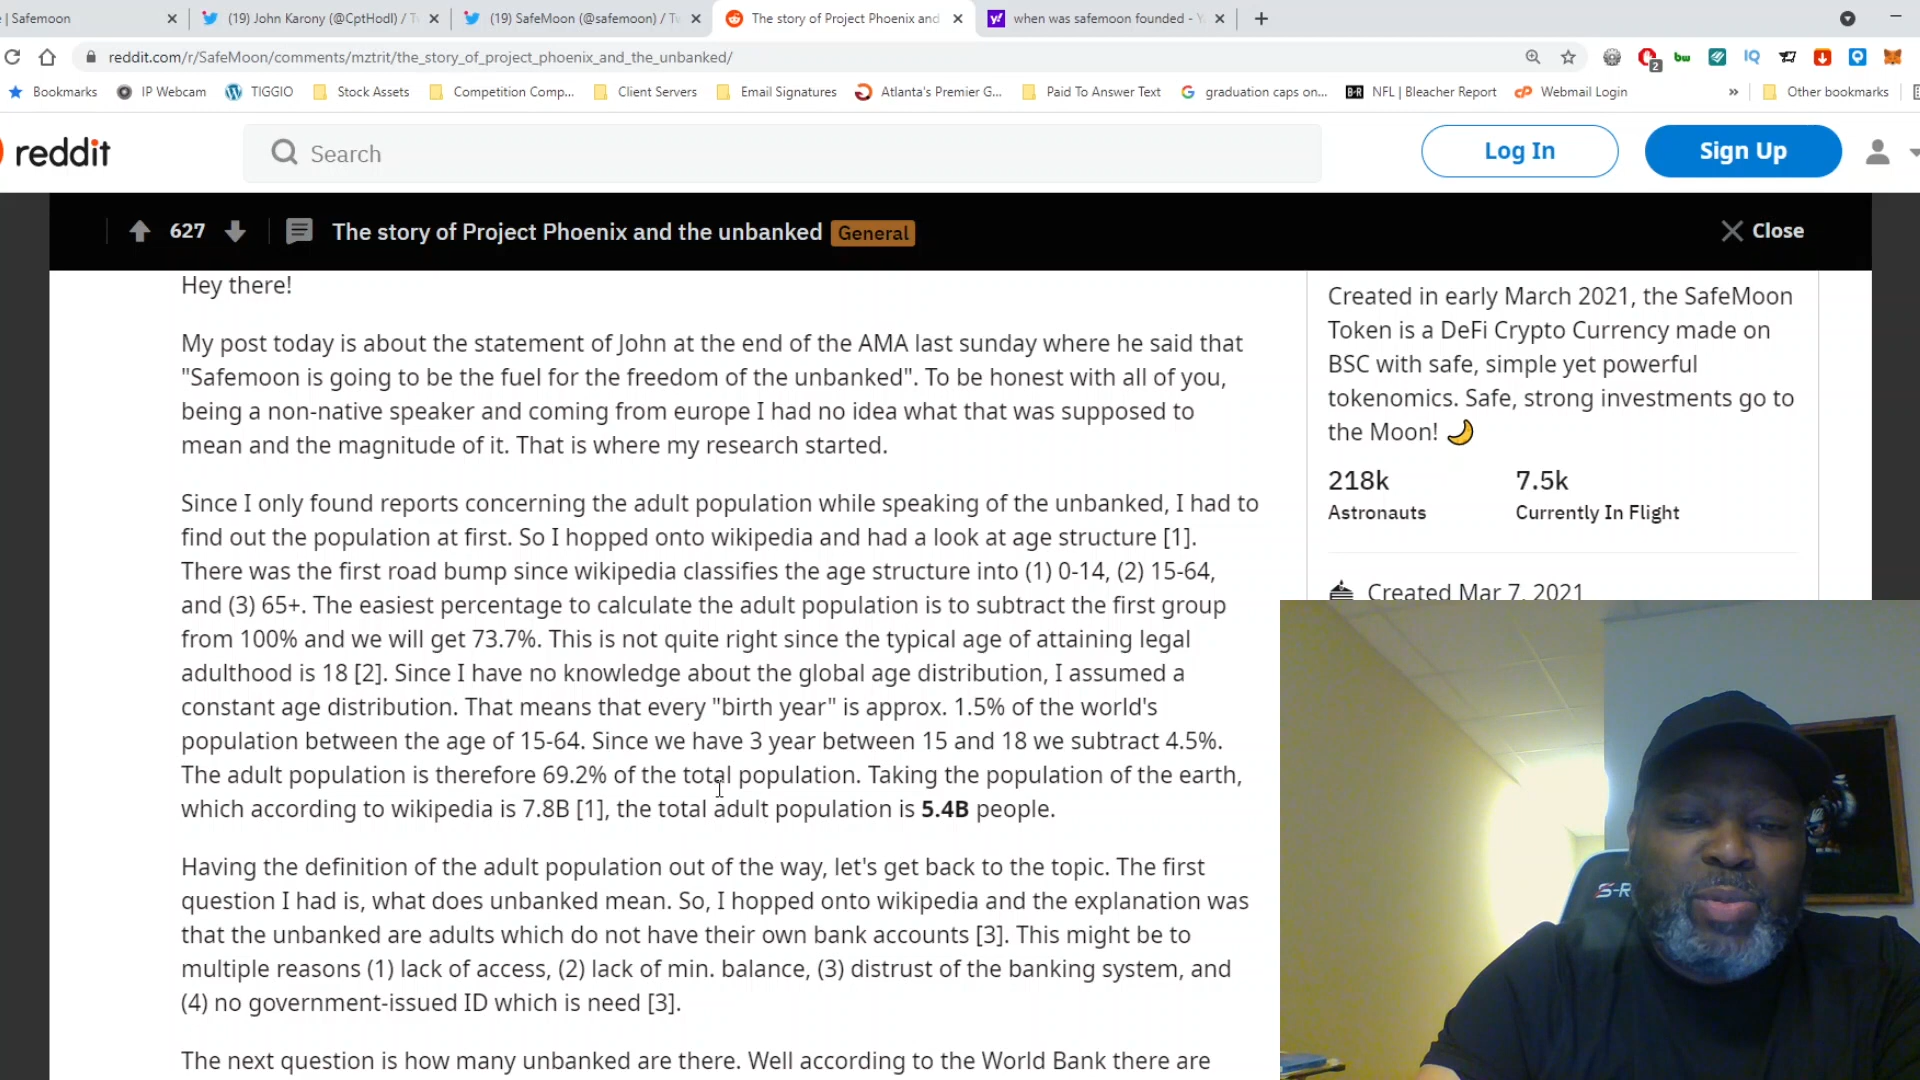 | Safemoon
(19) John Karony (@CptHodl) / Tw
(19) SafeMoon (@safemoon) / Tw
The story of Project Phoenix and
when was safemoon founded - Y
reddit.com/r/SafeMoon/comments/mztrit/the_story_of_project_phoenix_and_the_unbanked/
2
bw
IQ
Bookmarks
IP Webcam
TIGGIO
Stock Assets
Competition Comp...
Client Servers
Email Signatures
Atlanta's Premier G...
Paid To Answer Text
graduation caps on...
B·R NFL | Bleacher Report
Webmail Login
»
Other bookmarks
reddit
Search
Log In
Sign Up
627
The story of Project Phoenix and the unbanked General
Close
Hey there!
My post today is about the statement of John at the end of the AMA last sunday where he said that
"Safemoon is going to be the fuel for the freedom of the unbanked". To be honest with all of you,
being a non-native speaker and coming from europe I had no idea what that was supposed to
mean and the magnitude of it. That is where my research started.
Since I only found reports concerning the adult population while speaking of the unbanked, I had to
find out the population at first. So I hopped onto wikipedia and had a look at age structure [1].
There was the first road bump since wikipedia classifies the age structure into (1) 0-14, (2) 15-64,
and (3) 65+. The easiest percentage to calculate the adult population is to subtract the first group
from 100% and we will get 73.7%. This is not quite right since the typical age of attaining legal
adulthood is 18 [2]. Since I have no knowledge about the global age distribution, I assumed a
constant age distribution. That means that every "birth year" is approx. 1.5% of the world's
population between the age of 15-64. Since we have 3 year between 15 and 18 we subtract 4.5%.
The adult population is therefore 69.2% of the total population. Taking the population of the earth,
which according to wikipedia is 7.8B [1], the total adult population is 5.4B people.
Having the definition of the adult population out of the way, let's get back to the topic. The first
question I had is, what does unbanked mean. So, I hopped onto wikipedia and the explanation was
that the unbanked are adults which do not have their own bank accounts [3]. This might be to
multiple reasons (1) lack of access, (2) lack of min. balance, (3) distrust of the banking system, and
(4) no government-issued ID which is need [3].
The next question is how many unbanked are there. Well according to the World Bank there are
Created in early March 2021, the SafeMoon
Token is a DeFi Crypto Currency made on
BSC with safe, simple yet powerful
tokenomics. Safe, strong investments go to
the Moon! 🌙
218k
Astronauts
7.5k
Currently In Flight
Created Mar 7, 2021
S-R